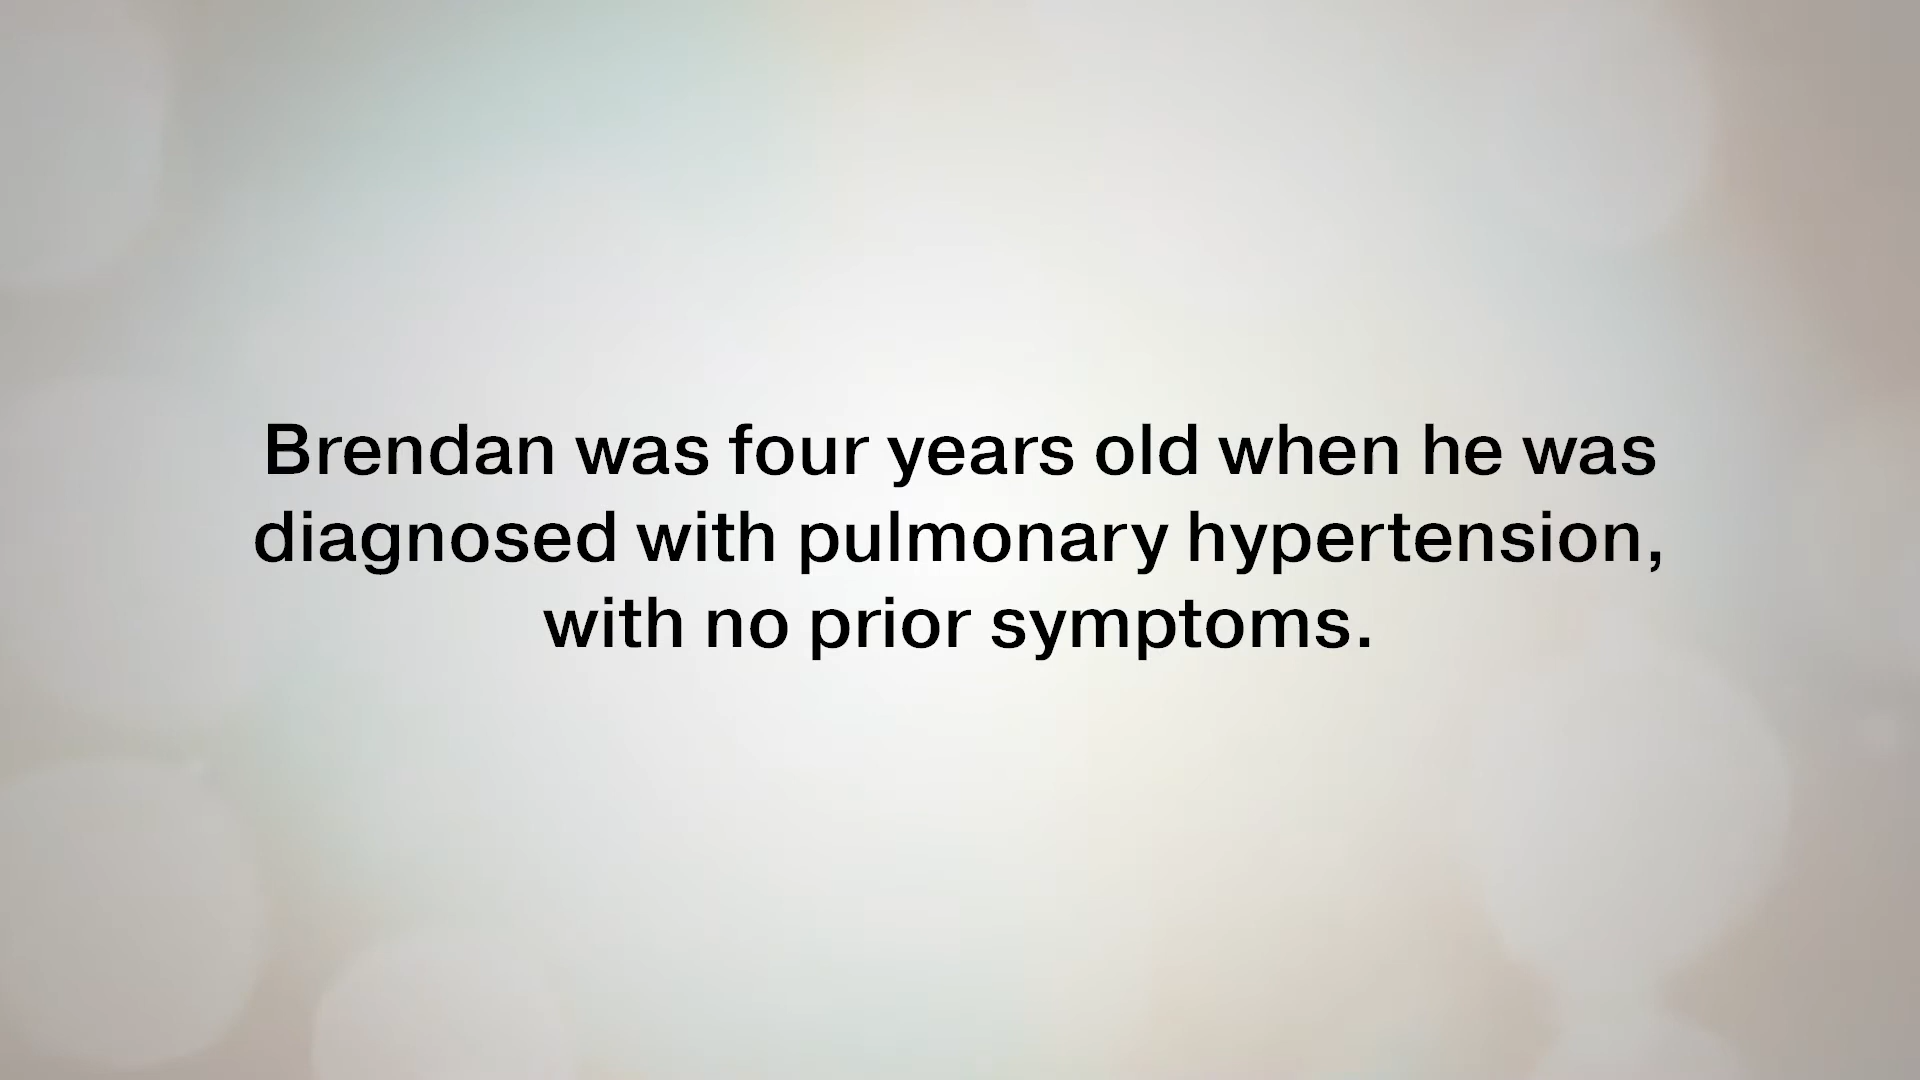 Brendan was four years old when he was
diagnosed with pulmonary hypertension,
with no prior symptoms.